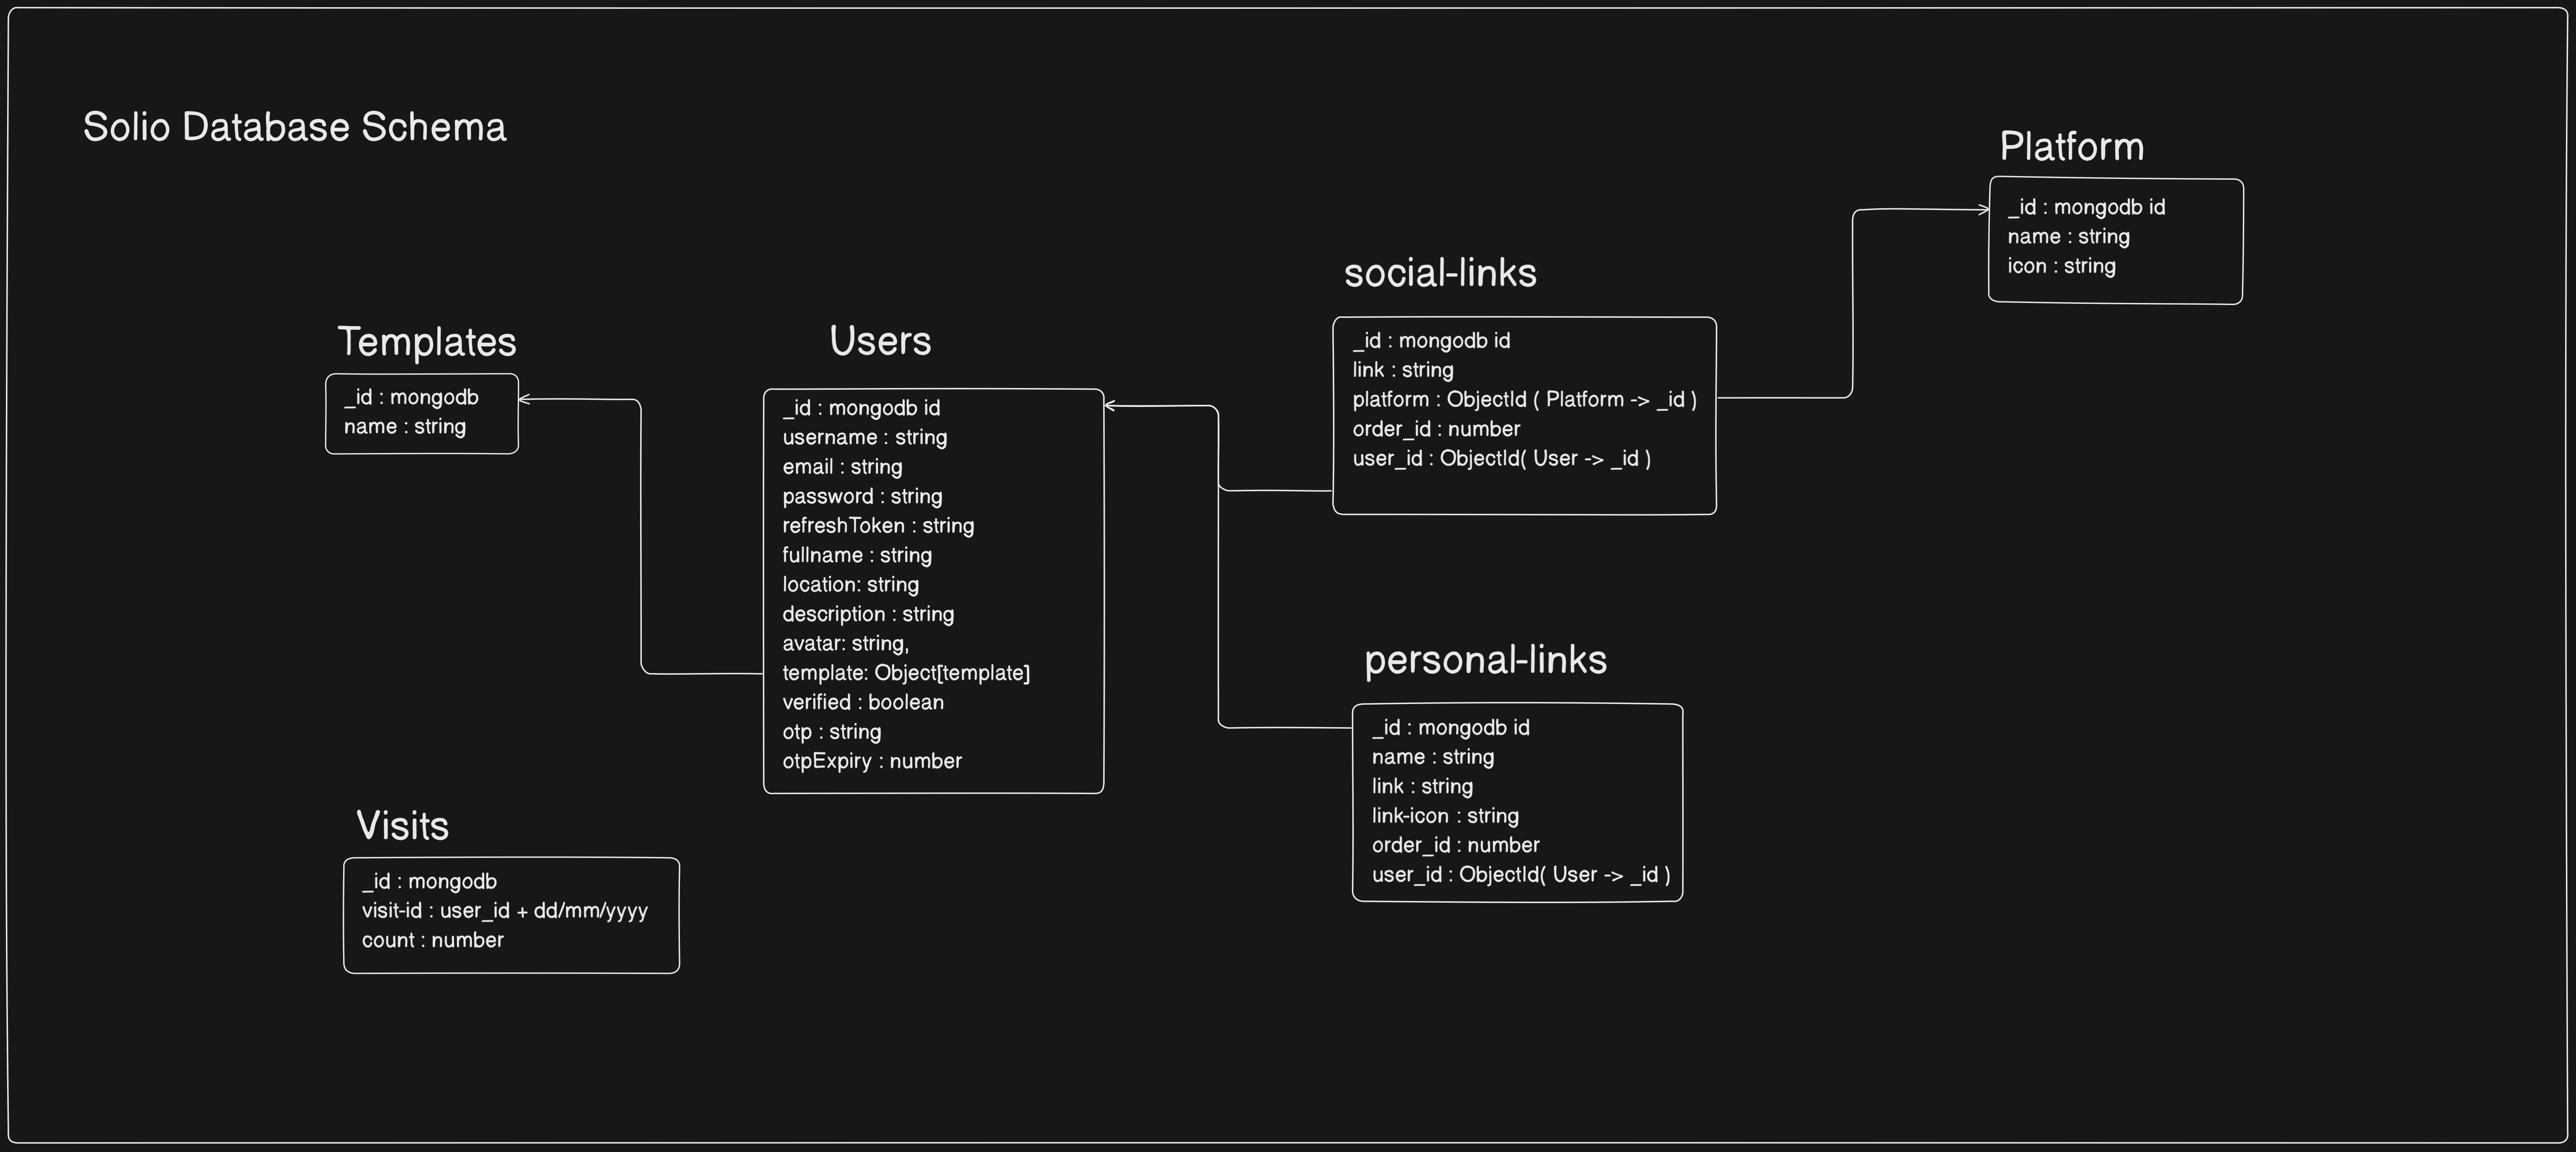 Solio Database Schema
Platform
_id : mongodb id
name : string
icon : string
social-links
_id : mongodb id
link : string
platform : ObjectId ( Platform -> _id )
order_id : number
user_id : ObjectId( User -> _id )
Templates
_id : mongodb
name : string
Users
_id : mongodb id
username : string
email : string
password : string
refreshToken : string
fullname : string
location: string
description : string
avatar: string,
template: Object[template]
verified : boolean
otp : string
otpExpiry : number
personal-links
_id : mongodb id
name : string
link : string
link-icon : string
order_id : number
user_id : ObjectId( User -> _id )
Visits
_id : mongodb
visit-id : user_id + dd/mm/yyyy
count : number